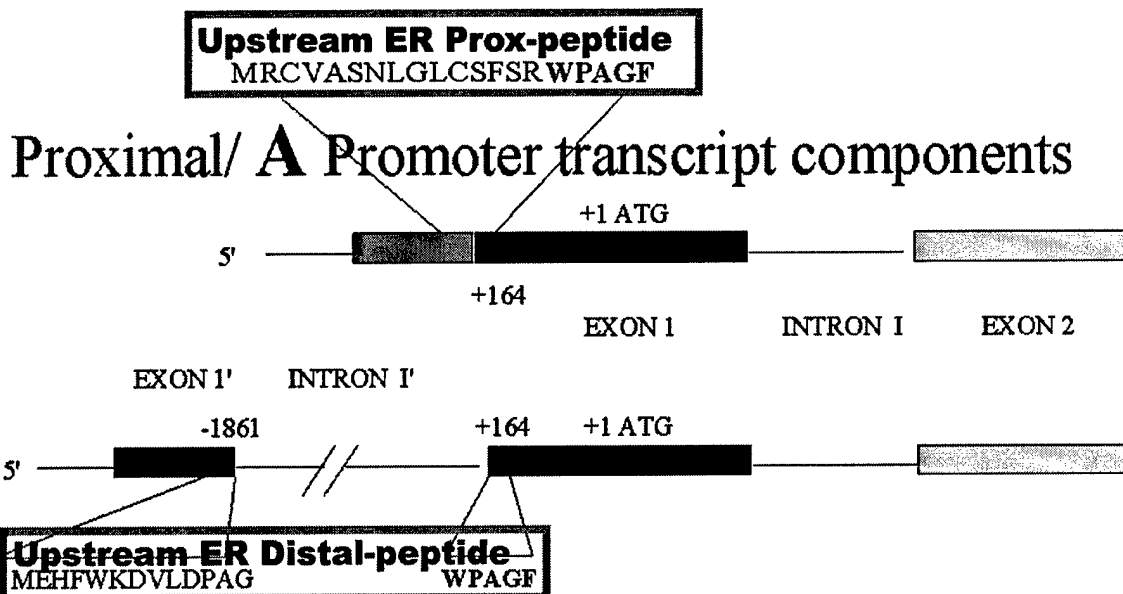 Upstream ER Prox-peptide
MRCVASNLGLCSFSRWPAGF
Proximal/ A Promoter transcript components
+1 ATG
5'
+164
EXON 1 INTRON I EXON 2
EXON 1' INTRON I'
-1861 +164 +1 ATG
5'
Upstream ER Distal-peptide
MEHFWKDVLDPAG WPAGF